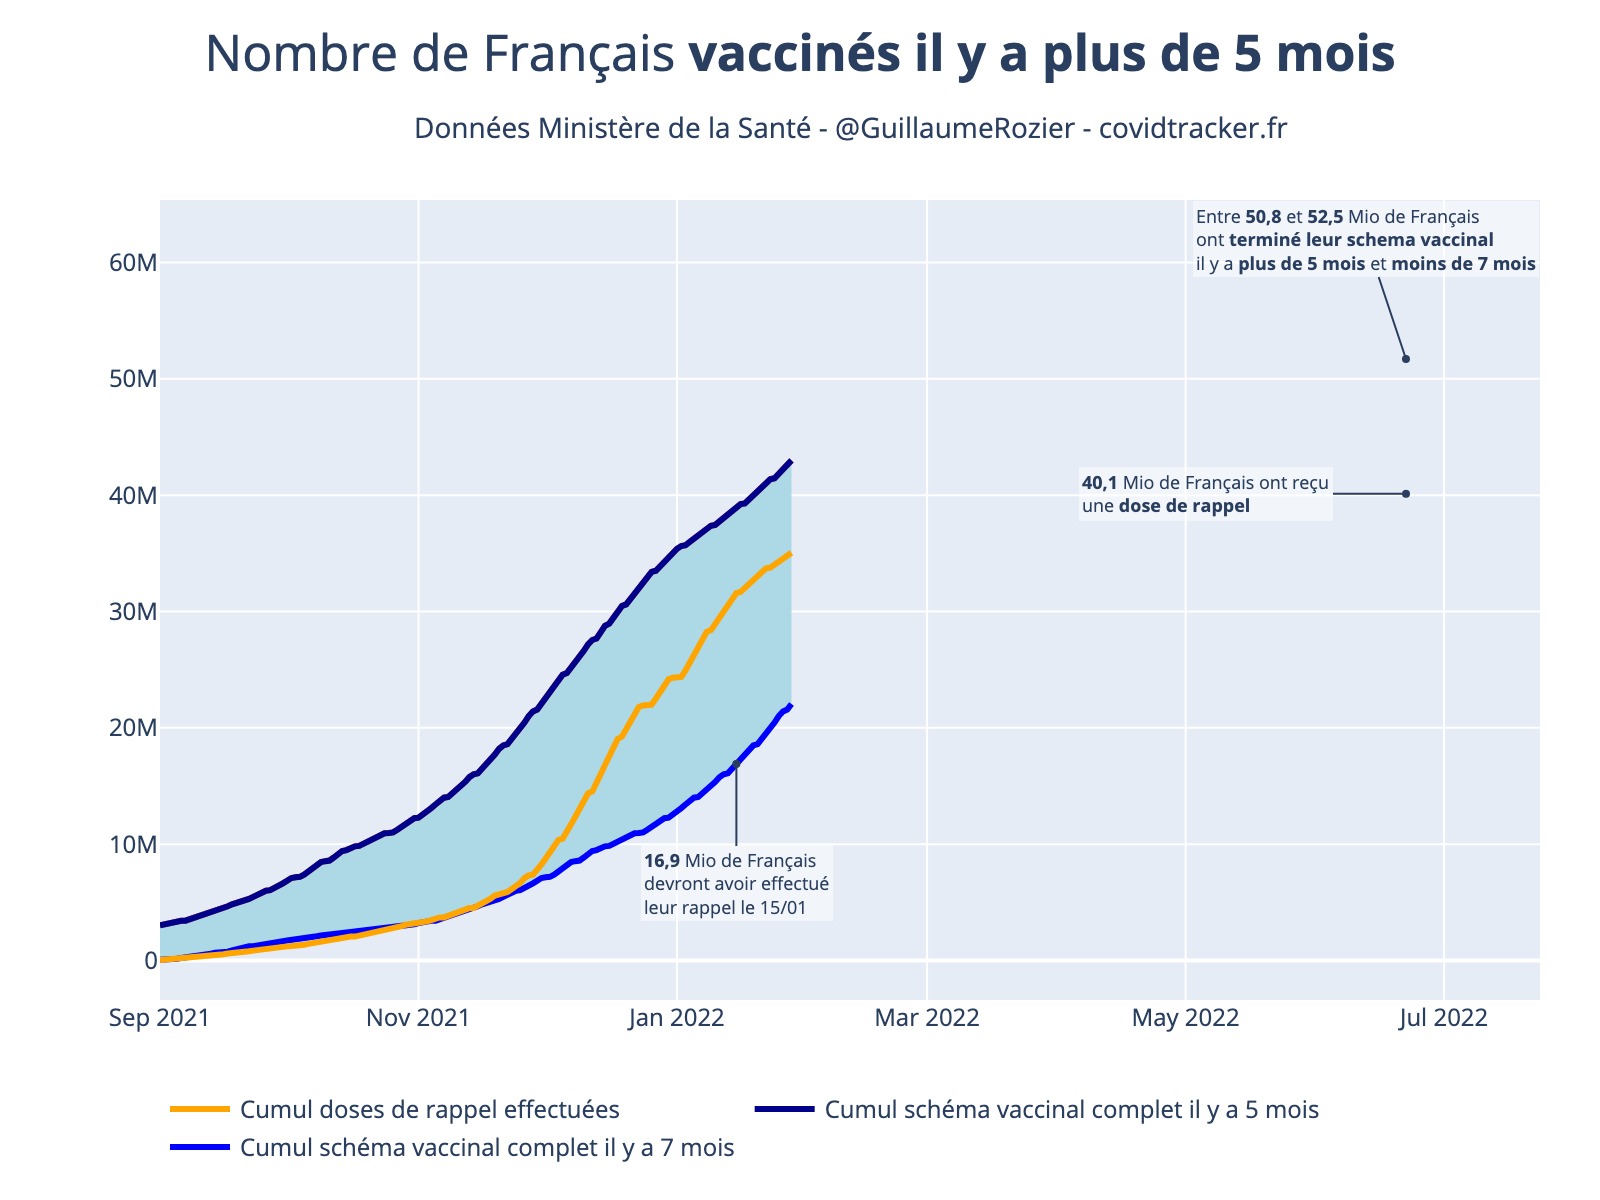 Nombre de Français vaccinés il y a plus de 5 mois
Données Ministère de la Santé - @GuillaumeRozier - covidtracker.fr
Entre 50,8 et 52,5 Mio de Français
ont terminé leur schema vaccinal
il y a plus de 5 mois et moins de 7 mois
60M
50M
40M
30M
20M
10M
0
40,1 Mio de Français ont reçu
une dose de rappel
16,9 Mio de Français
devront avoir effectué
leur rappel le 15/01
Sep 2021
Nov 2021
Jan 2022
Mar 2022
May 2022
Jul 2022
Cumul doses de rappel effectuées
Cumul schéma vaccinal complet il y a 5 mois
Cumul schéma vaccinal complet il y a 7 mois